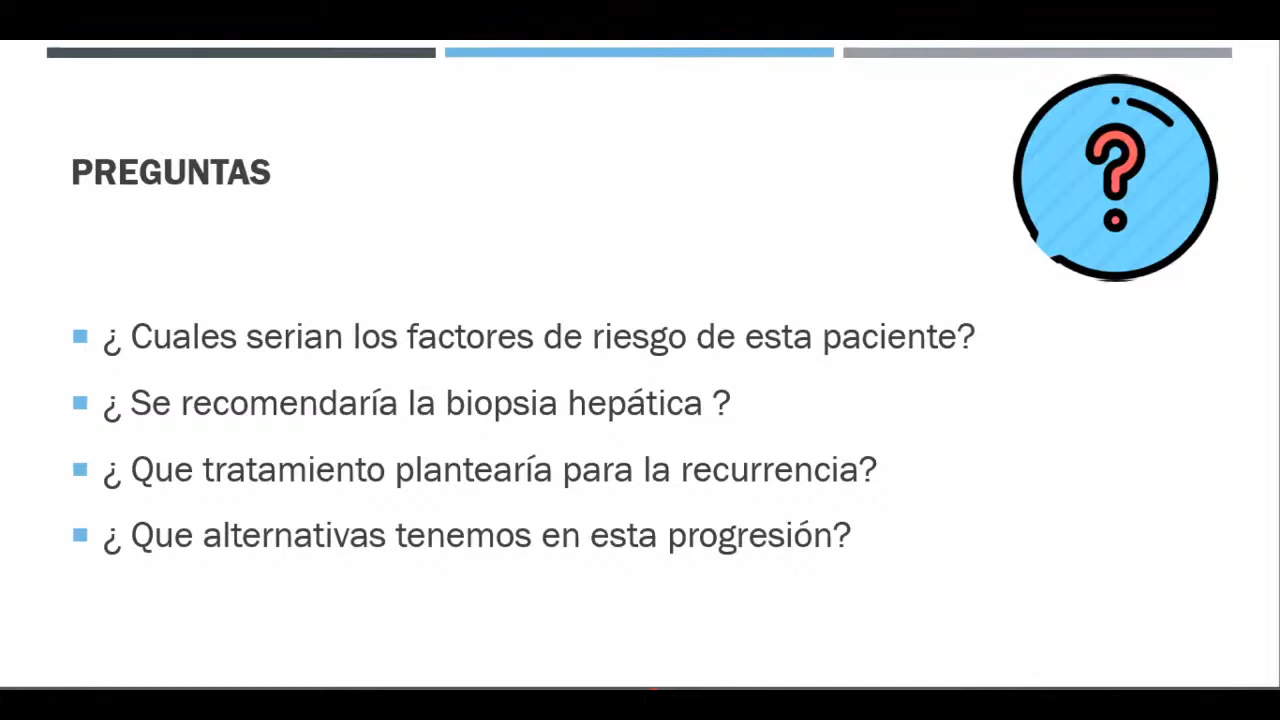 PREGUNTAS
¿ Cuales serian los factores de riesgo de esta paciente?
¿ Se recomendaría la biopsia hepática ?
¿ Que tratamiento plantearía para la recurrencia?
¿ Que alternativas tenemos en esta progresión?